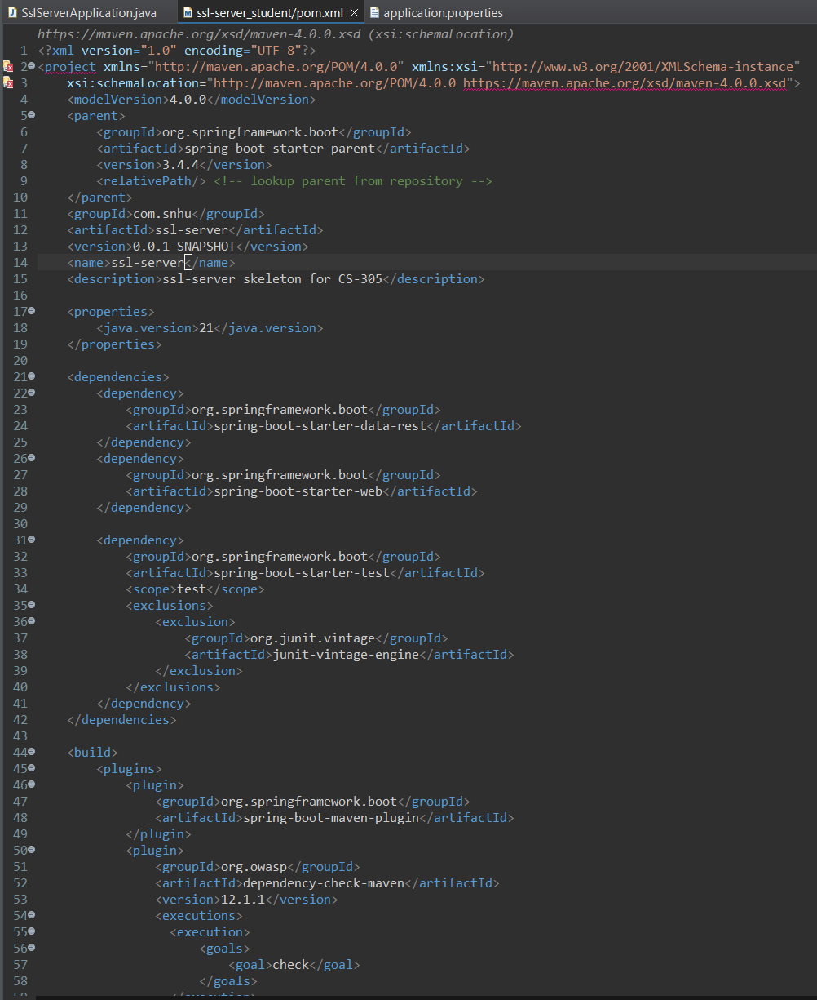 SslServerApplication.java ssl-server_student/pom.xml application.properties
https://maven.apache.org/xsd/maven-4.0.0.xsd (xsi:schemaLocation)
1 <?xml version="1.0" encoding="UTF-8"?>
2 <project xmlns="http://maven.apache.org/POM/4.0.0" xmlns:xsi="http://www.w3.org/2001/XMLSchema-instance"
3     xsi:schemaLocation="http://maven.apache.org/POM/4.0.0 https://maven.apache.org/xsd/maven-4.0.0.xsd">
4     <modelVersion>4.0.0</modelVersion>
5     <parent>
6         <groupId>org.springframework.boot</groupId>
7         <artifactId>spring-boot-starter-parent</artifactId>
8         <version>3.4.4</version>
9         <relativePath/> <!-- lookup parent from repository -->
10     </parent>
11     <groupId>com.snhu</groupId>
12     <artifactId>ssl-server</artifactId>
13     <version>0.0.1-SNAPSHOT</version>
14     <name>ssl-server</name>
15     <description>ssl-server skeleton for CS-305</description>
16
17     <properties>
18         <java.version>21</java.version>
19     </properties>
20
21     <dependencies>
22         <dependency>
23             <groupId>org.springframework.boot</groupId>
24             <artifactId>spring-boot-starter-data-rest</artifactId>
25         </dependency>
26         <dependency>
27             <groupId>org.springframework.boot</groupId>
28             <artifactId>spring-boot-starter-web</artifactId>
29         </dependency>
30
31         <dependency>
32             <groupId>org.springframework.boot</groupId>
33             <artifactId>spring-boot-starter-test</artifactId>
34             <scope>test</scope>
35             <exclusions>
36                 <exclusion>
37                     <groupId>org.junit.vintage</groupId>
38                     <artifactId>junit-vintage-engine</artifactId>
39                 </exclusion>
40             </exclusions>
41         </dependency>
42     </dependencies>
43
44     <build>
45         <plugins>
46             <plugin>
47                 <groupId>org.springframework.boot</groupId>
48                 <artifactId>spring-boot-maven-plugin</artifactId>
49             </plugin>
50             <plugin>
51                 <groupId>org.owasp</groupId>
52                 <artifactId>dependency-check-maven</artifactId>
53                 <version>12.1.1</version>
54                 <executions>
55                   <execution>
56                       <goals>
57                           <goal>check</goal>
58                       </goals>